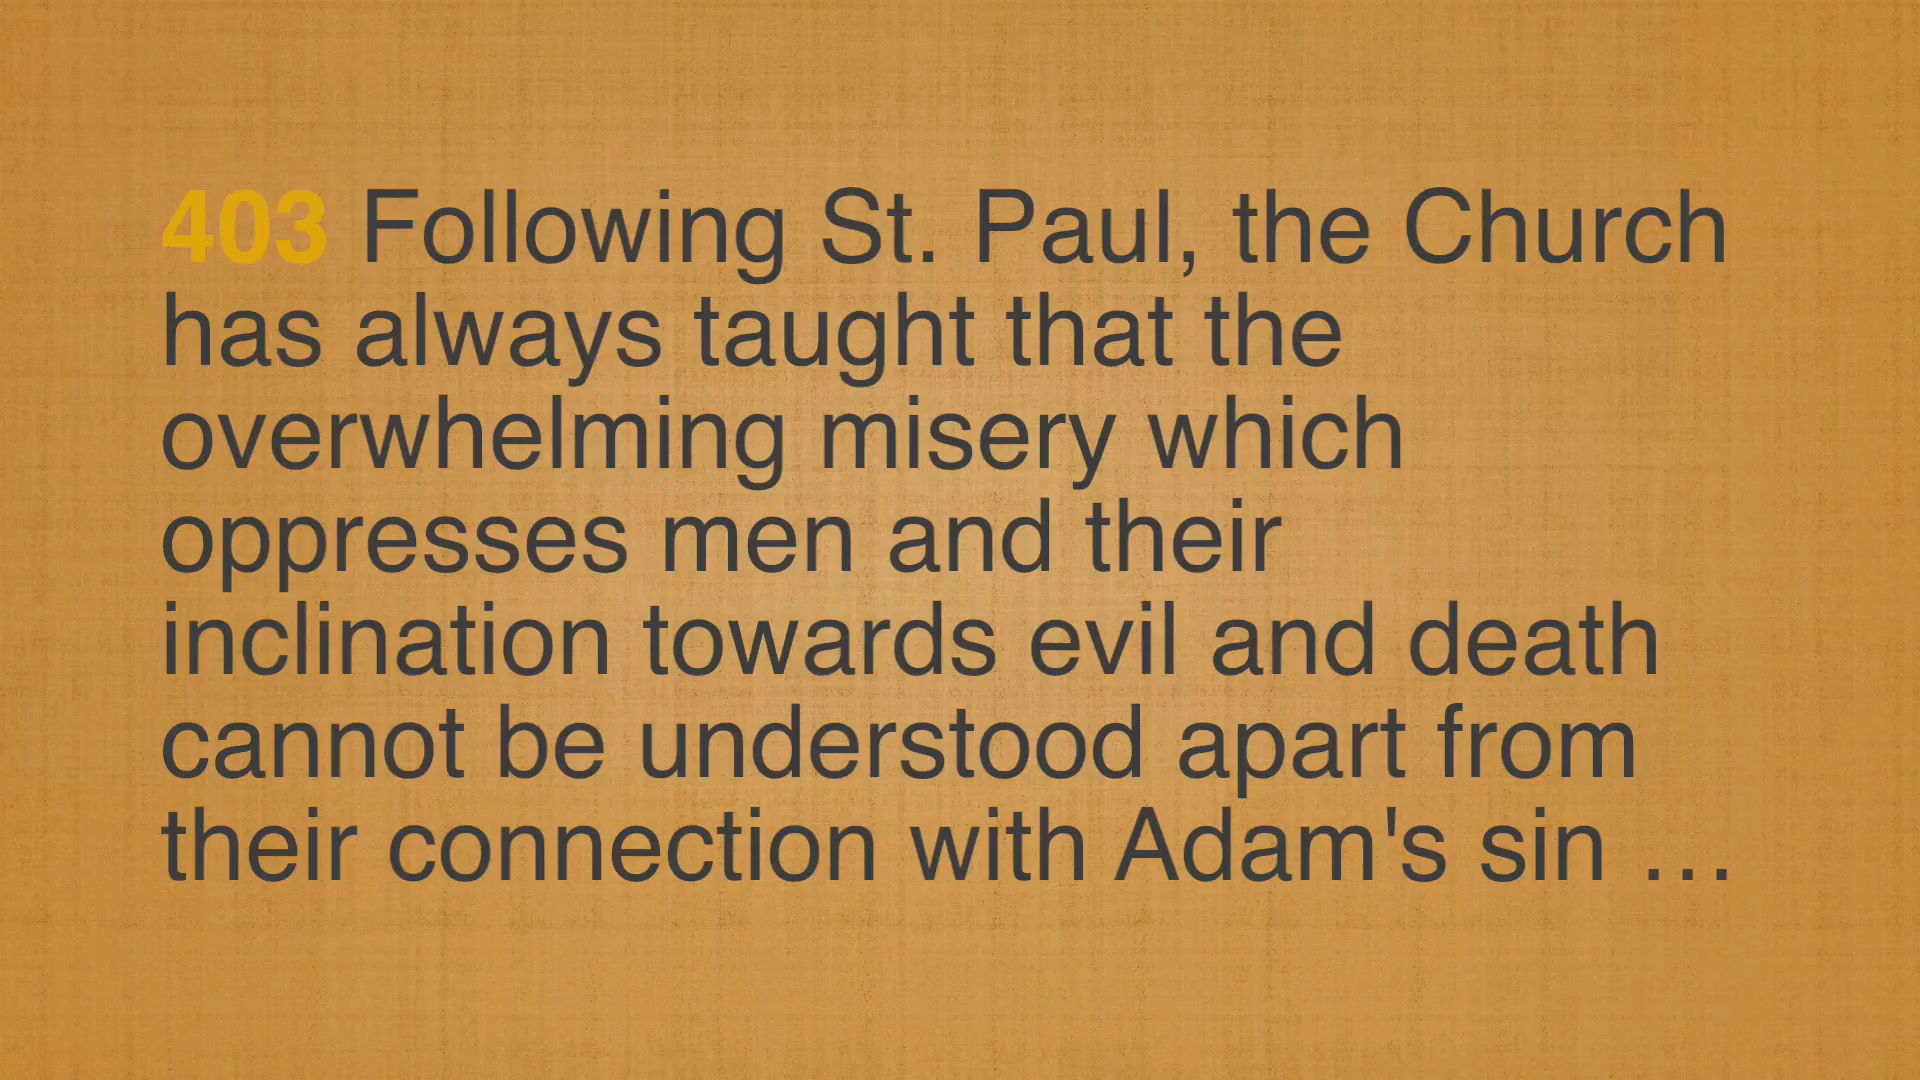 403 Following St. Paul, the Church
has always taught that the
overwhelming misery which
oppresses men and their
inclination towards evil and death
cannot be understood apart from
their connection with Adam's sin …